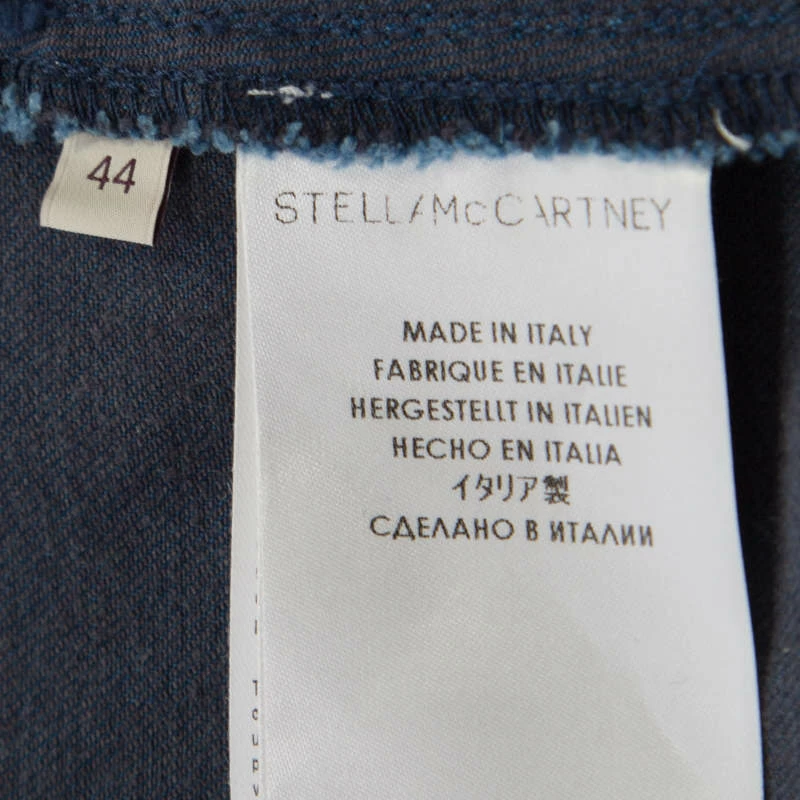 44
STELLA McCARTNEY
MADE IN ITALY
FABRIQUE EN ITALIE
HERGESTELLT IN ITALIEN
HECHO EN ITALIA
イタリア製
СДЕЛАНО В ИТАЛИИ